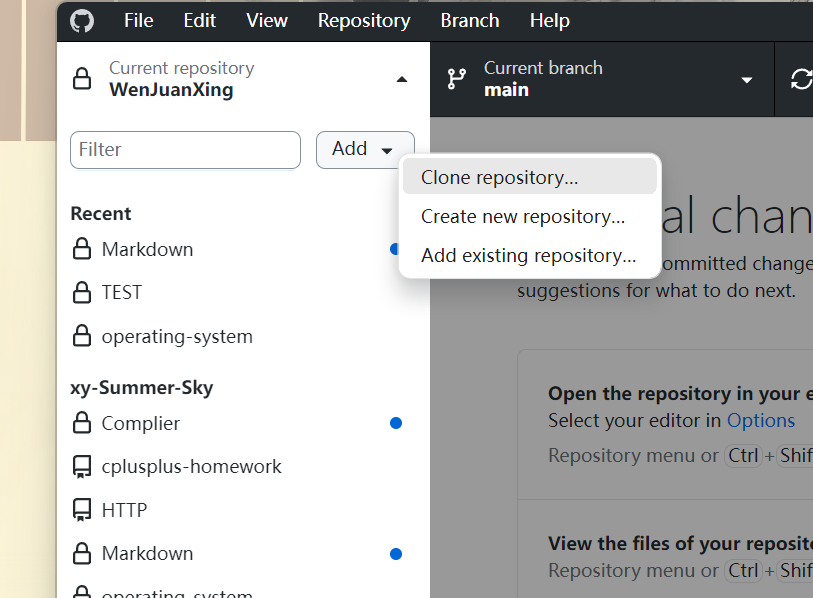 File Edit View Repository Branch Help
Current repository
WenJuanXing
Current branch
main
Filter
Add
Clone repository...
Create new repository...
Add existing repository...
Recent
Markdown
TEST
operating-system
xy-Summer-Sky
Complier
cplusplus-homework
HTTP
Markdown
operating-system
al chan
ommitted change
suggestions for what to do next.
Open the repository in your e
Select your editor in Options
Repository menu or Ctrl + Shif
View the files of your reposito
Repository menu or Ctrl + Shif